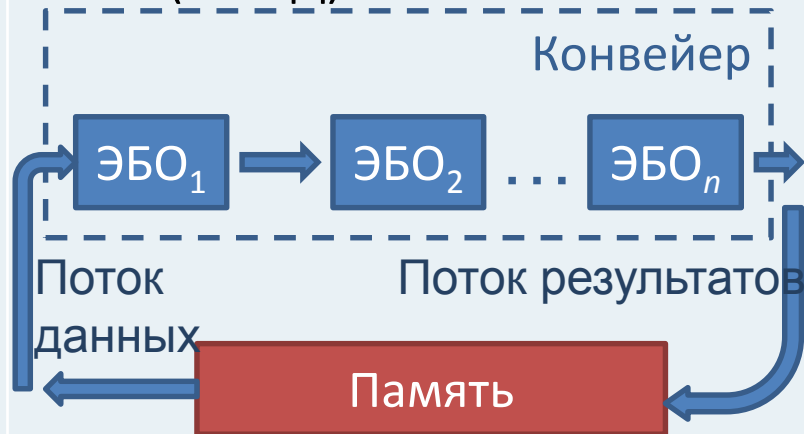 Конвейер
ЭБО1 ЭБО2 ... ЭБОn
Поток Поток результатов
данных
Память